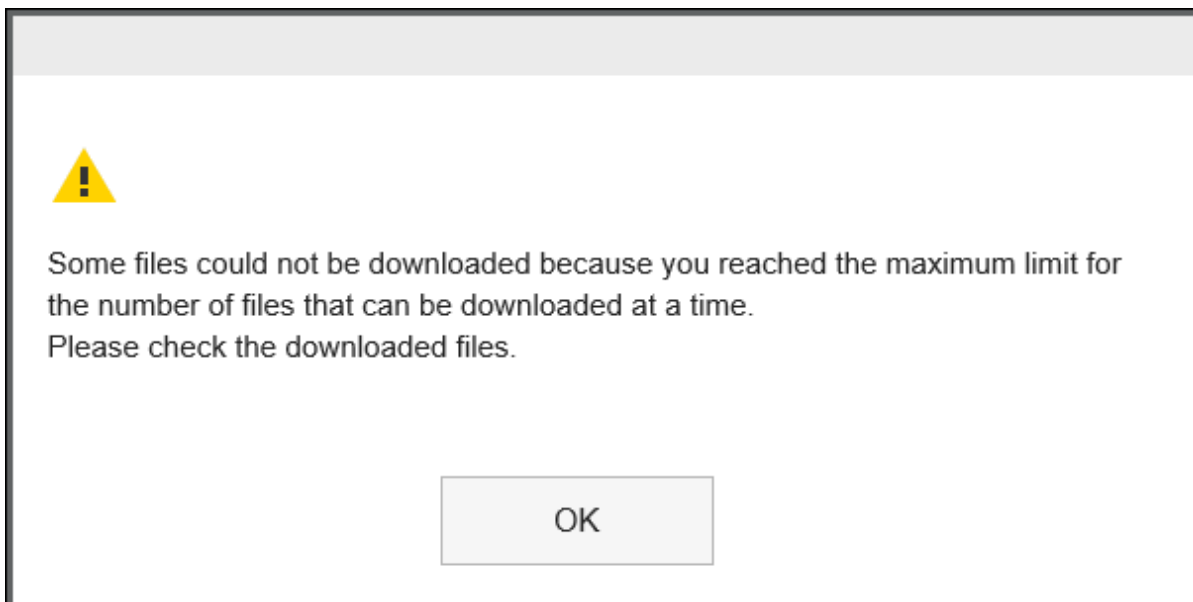 Some files could not be downloaded because you reached the maximum limit for
the number of files that can be downloaded at a time.
Please check the downloaded files.
OK